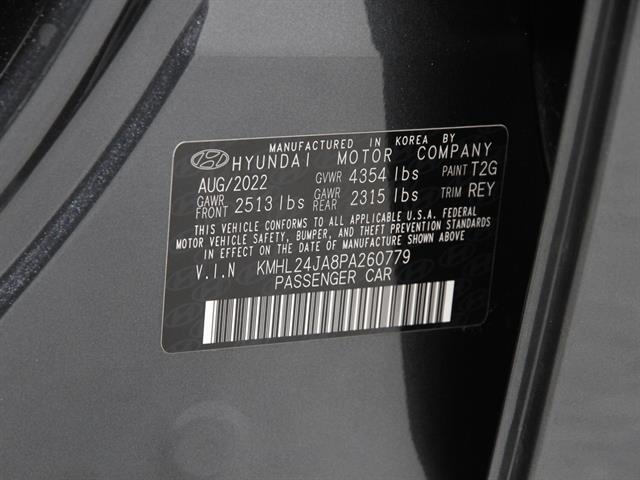 MANUFACTURED IN KOREA BY
HYUNDAI MOTOR COMPANY
AUG/2022 GVWR 4354 lbs PAINT T2G
GAWR FRONT 2513 lbs GAWR REAR 2315 lbs TRIM REY
THIS VEHICLE CONFORMS TO ALL APPLICABLE U.S.A. FEDERAL
MOTOR VEHICLE SAFETY, BUMPER, AND THEFT PREVENTION STANDARDS
IN EFFECT ON THE DATE OF MANUFACTURE SHOWN ABOVE.
V.I.N KMHL24JA8PA260779
PASSENGER CAR